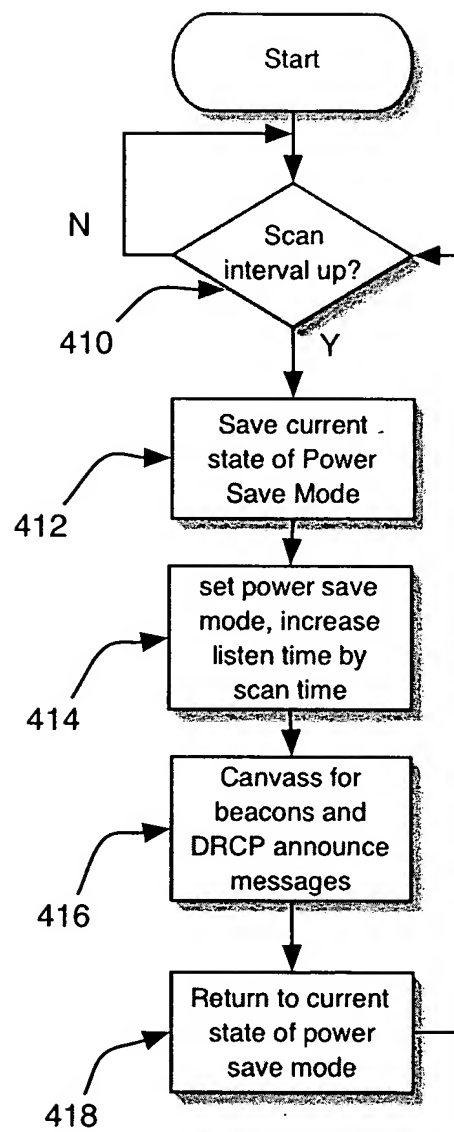 Start
N
Scan
interval up?
410
Y
Save current
state of Power
Save Mode
412
set power save
mode, increase
listen time by
scan time
414
Canvass for
beacons and
DRCP announce
messages
416
Return to current
state of power
save mode
418